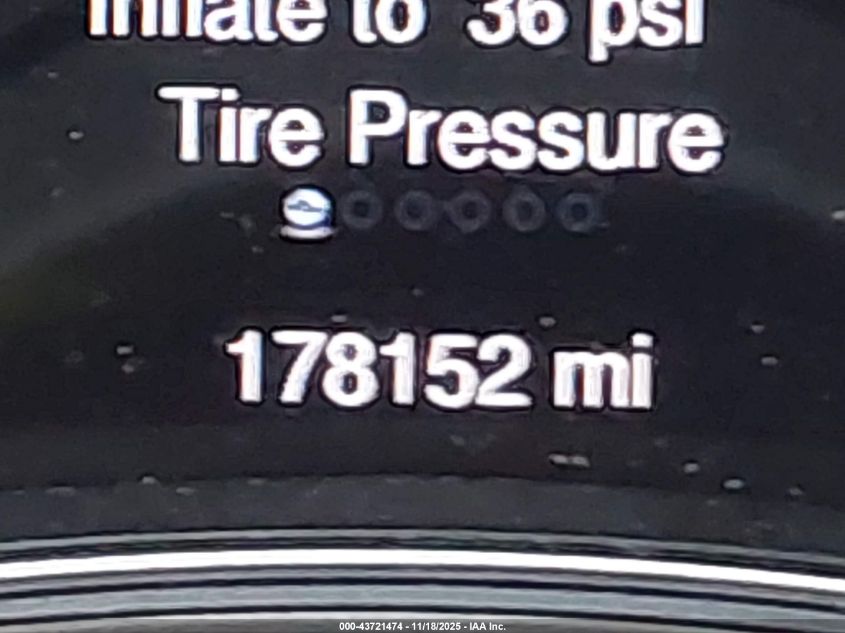 Inflate to 36 psi
Tire Pressure
178152 mi
000-43721474 - 11/18/2025 - IAA Inc.